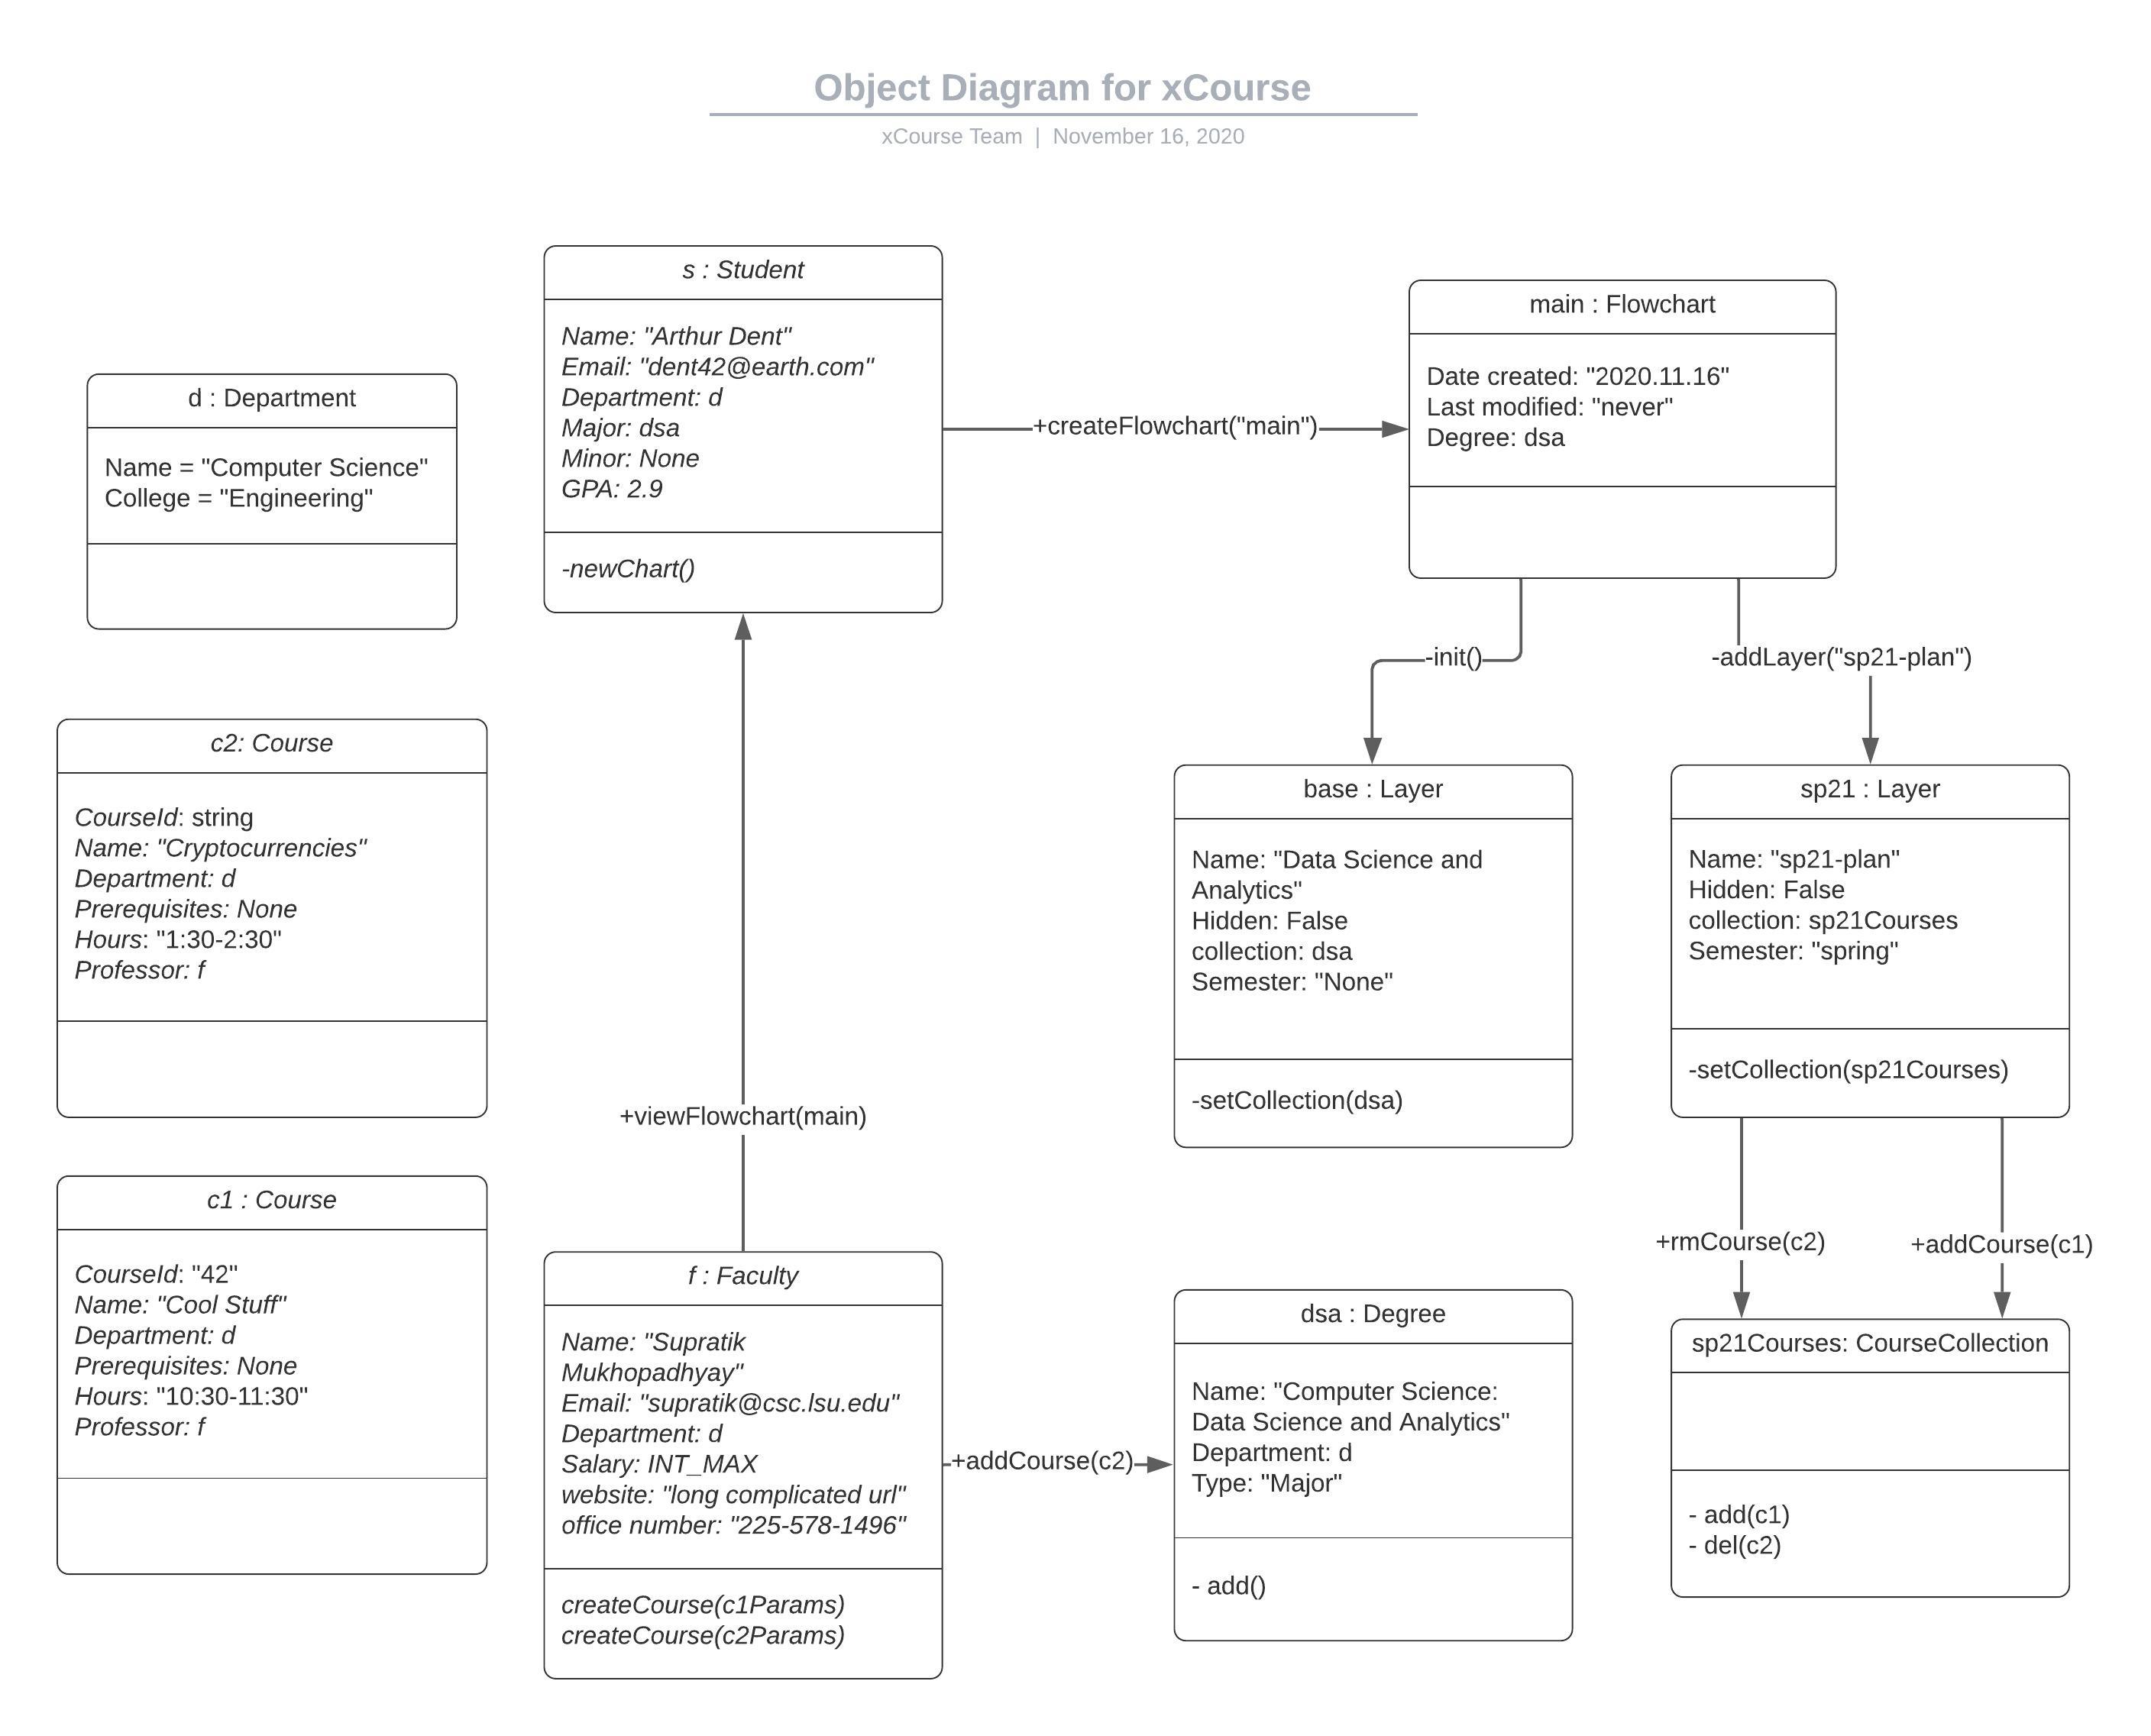 Object Diagram for xCourse
xCourse Team | November 16, 2020
s : Student
Name: "Arthur Dent"
Email: "dent42@earth.com"
Department: d
Major: dsa
Minor: None
GPA: 2.9
-newChart()
+createFlowchart("main")
main : Flowchart
Date created: "2020.11.16"
Last modified: "never"
Degree: dsa
d : Department
Name = "Computer Science"
College = "Engineering"
-init()
-addLayer("sp21-plan")
c2: Course
CourseId: string
Name: "Cryptocurrencies"
Department: d
Prerequisites: None
Hours: "1:30-2:30"
Professor: f
base : Layer
Name: "Data Science and
Analytics"
Hidden: False
collection: dsa
Semester: "None"
-setCollection(dsa)
sp21 : Layer
Name: "sp21-plan"
Hidden: False
collection: sp21Courses
Semester: "spring"
-setCollection(sp21Courses)
+viewFlowchart(main)
c1 : Course
CourseId: "42"
Name: "Cool Stuff"
Department: d
Prerequisites: None
Hours: "10:30-11:30"
Professor: f
f : Faculty
Name: "Supratik
Mukhopadhyay"
Email: "supratik@csc.lsu.edu"
Department: d
Salary: INT_MAX
website: "long complicated url"
office number: "225-578-1496"
createCourse(c1Params)
createCourse(c2Params)
+addCourse(c2)
dsa : Degree
Name: "Computer Science:
Data Science and Analytics"
Department: d
Type: "Major"
- add()
+rmCourse(c2)
+addCourse(c1)
sp21Courses: CourseCollection
- add(c1)
- del(c2)